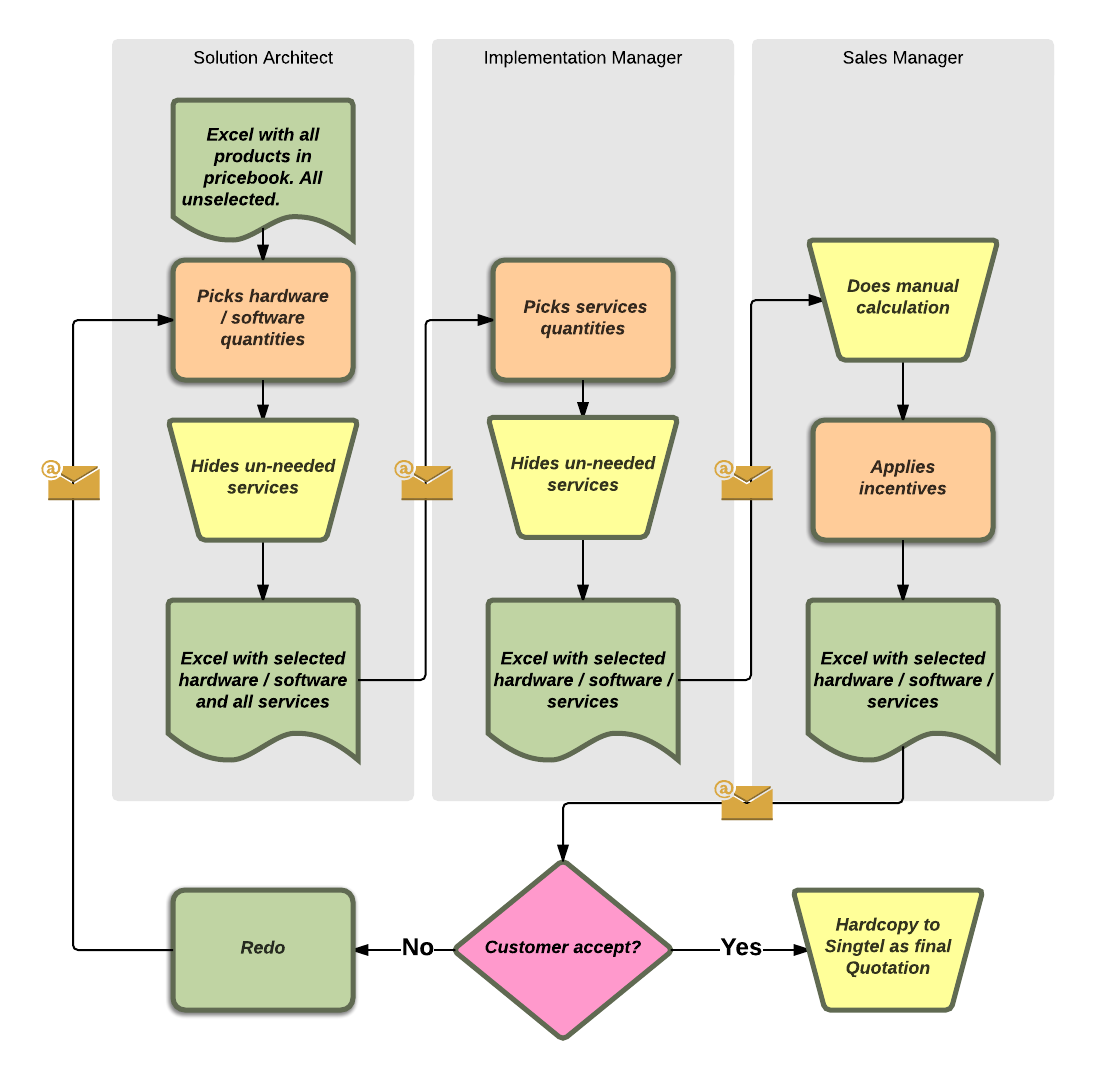 Solution Architect
Implementation Manager
Sales Manager
Excel with all
products in
pricebook. All
unselected.
Picks hardware
/ software
quantities
Hides un-needed
services
Excel with selected
hardware / software
and all services
Picks services
quantities
Hides un-needed
services
Excel with selected
hardware / software /
services
Does manual
calculation
Applies
incentives
Excel with selected
hardware / software /
services
@
@
@
@
Redo
No
Customer accept?
Yes
Hardcopy to
Singtel as final
Quotation